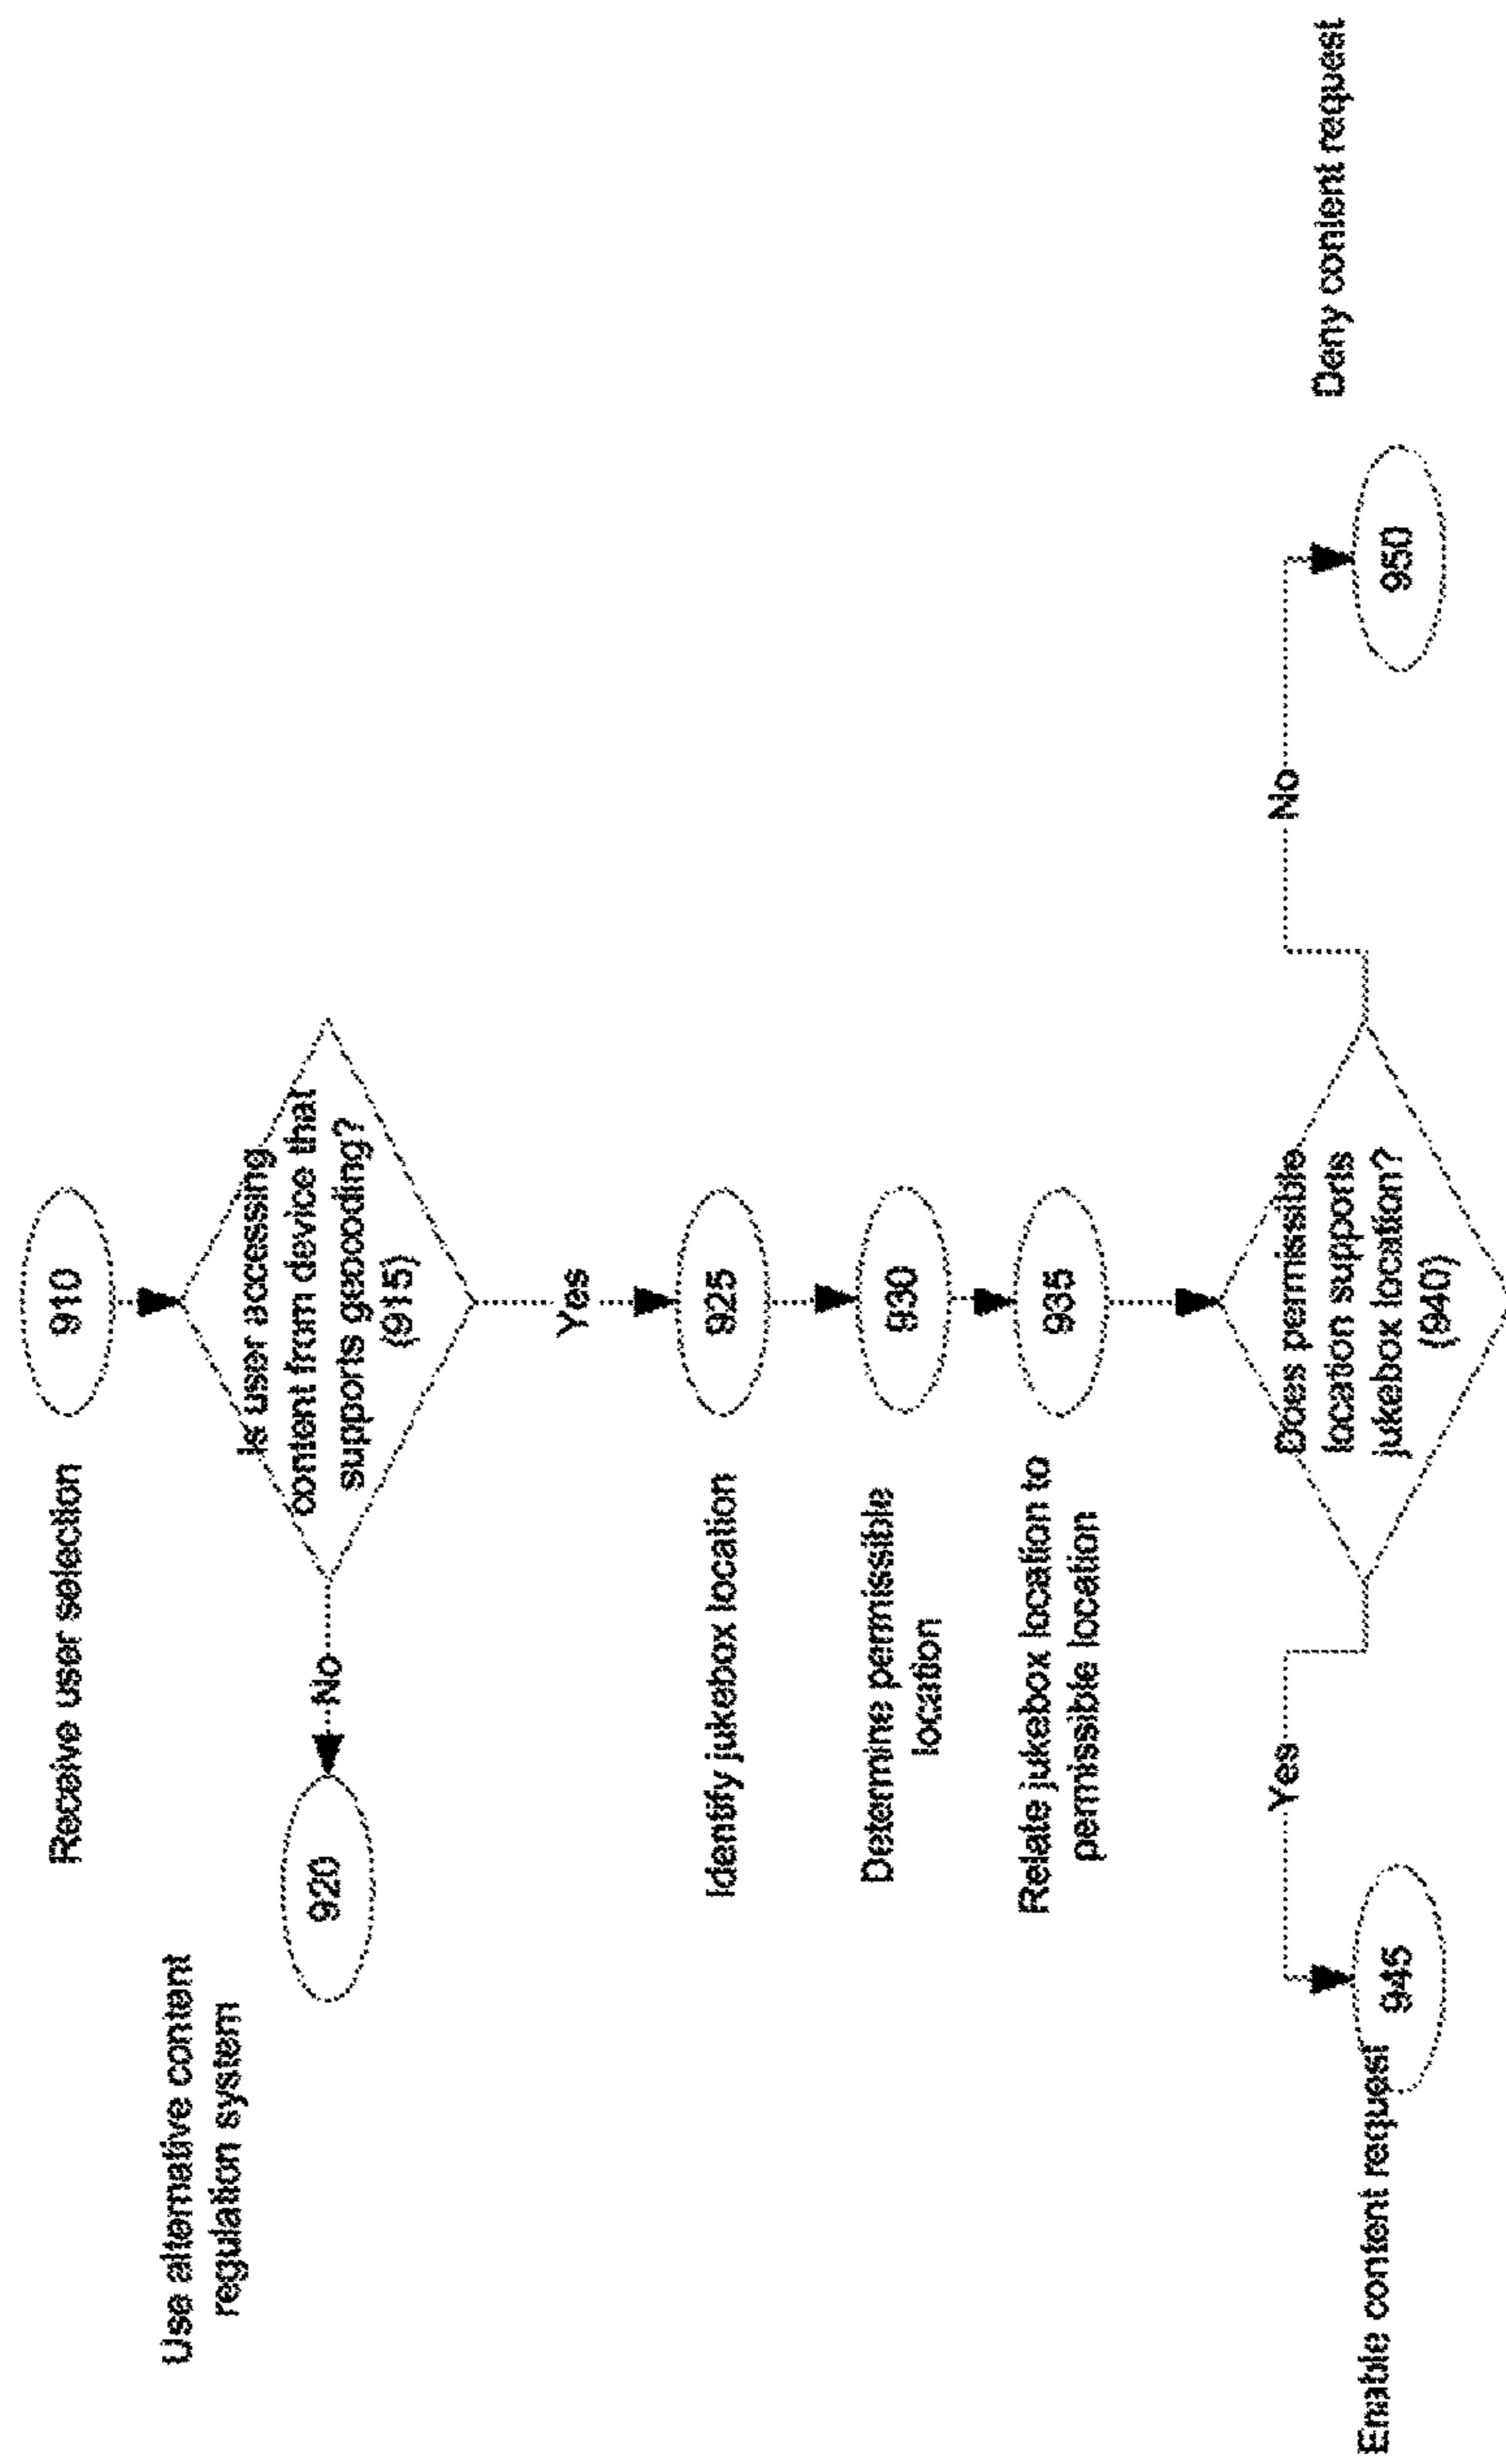 Receive user selection
910
Is user accessing
content from device that
supports geocoding?
(915)
No
Use alternative content
regulation system
920
Yes
Identify jukebox location
925
Determine permissible
location
930
Relate jukebox location to
permissible location
935
Does permissible
location supports
jukebox location?
(940)
Yes
Enable content request
945
No
950
Deny content request